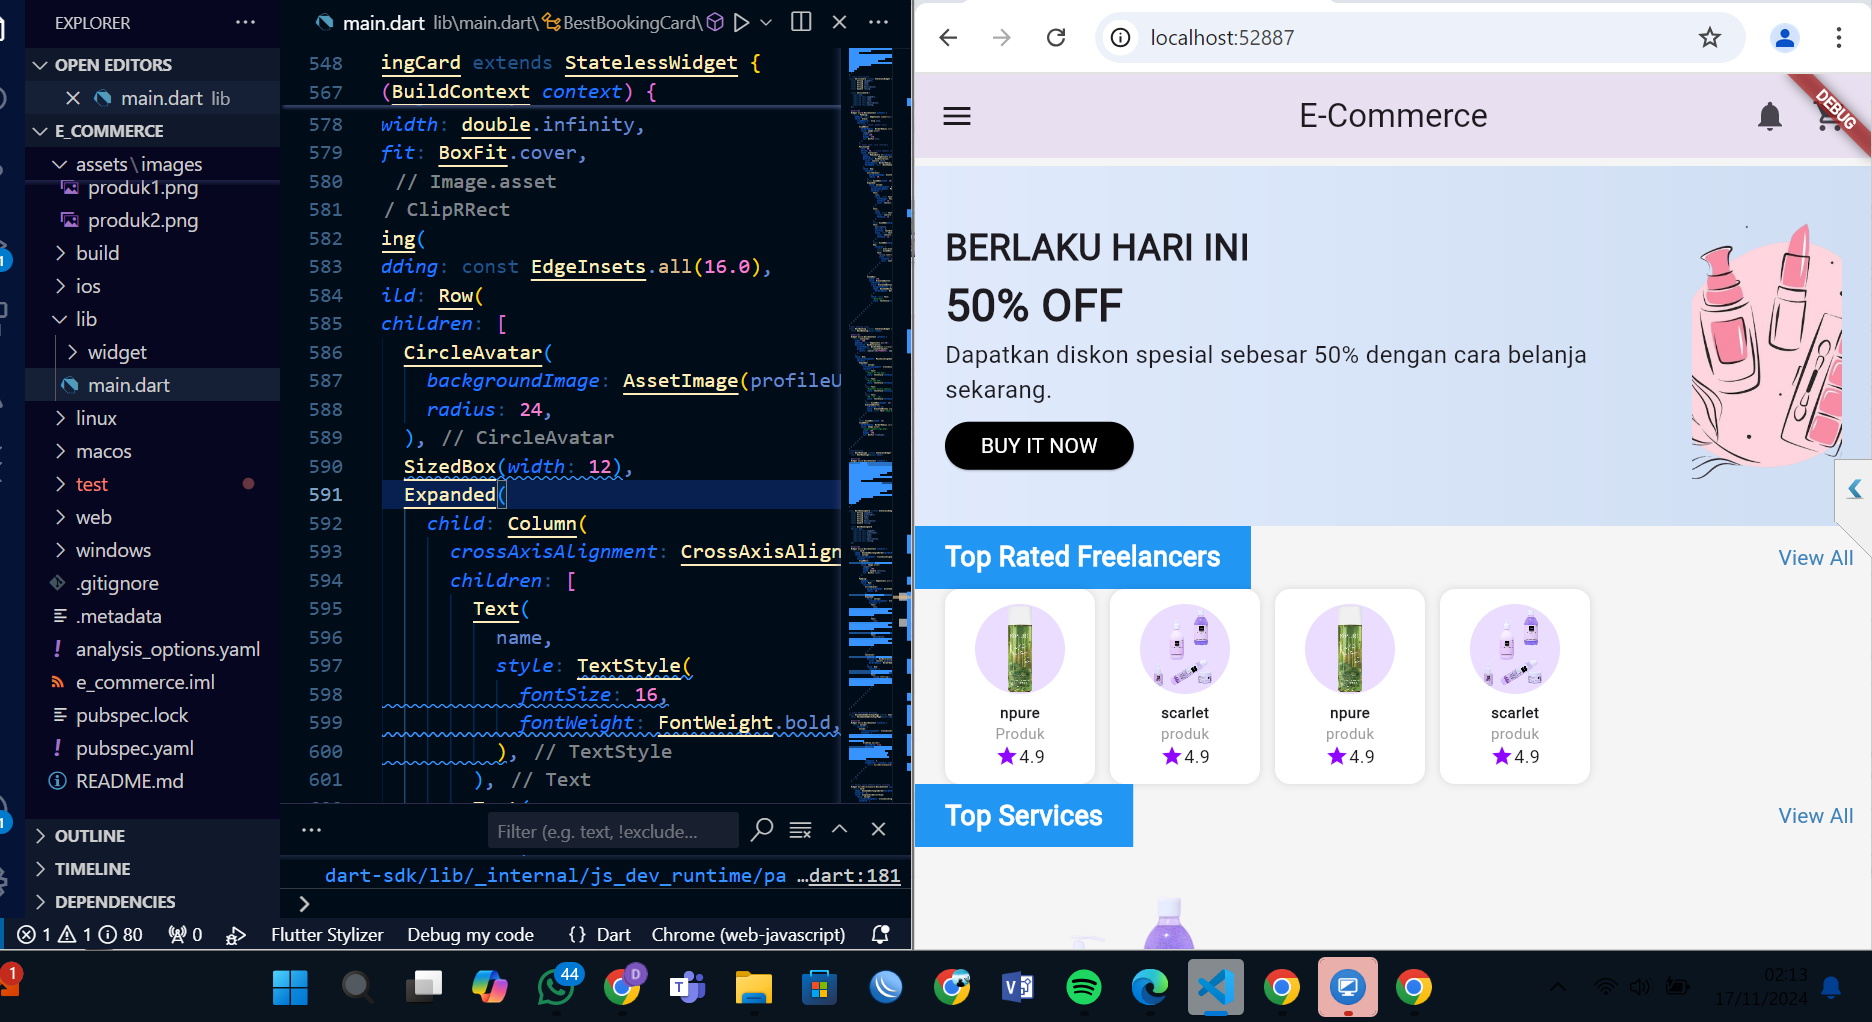 EXPLORER
OPEN EDITORS
main.dart lib
E_COMMERCE
assets\images
produk1.png
produk2.png
build
ios
lib
widget
main.dart
linux
macos
test
web
windows
.gitignore
.metadata
! analysis_options.yaml
e_commerce.iml
pubspec.lock
! pubspec.yaml
README.md
OUTLINE
TIMELINE
DEPENDENCIES
main.dart lib\main.dart\BestBookingCard\
548 ingCard extends StatelessWidget {
567 (BuildContext context) {
578 width: double.infinity,
579 fit: BoxFit.cover,
580 // Image.asset
581 / ClipRRect
582 ing(
583 dding: const EdgeInsets.all(16.0),
584 ild: Row(
585 children: [
586 CircleAvatar(
587 backgroundImage: AssetImage(profileU
588 radius: 24,
589 ), // CircleAvatar
590 SizedBox(width: 12),
591 Expanded(
592 child: Column(
593 crossAxisAlignment: CrossAxisAlign
594 children: [
595 Text(
596 name,
597 style: TextStyle(
598 fontSize: 16,
599 fontWeight: FontWeight.bold,
600 ), // TextStyle
601 ), // Text
Filter (e.g. text, !exclude...
dart-sdk/lib/_internal/js_dev_runtime/pa …dart:181
1 1 80 0 Flutter Stylizer Debug my code {} Dart Chrome (web-javascript)
localhost:52887
E-Commerce
DEBUG
BERLAKU HARI INI
50% OFF
Dapatkan diskon spesial sebesar 50% dengan cara belanja
sekarang.
BUY IT NOW
Top Rated Freelancers View All
npure
Produk
4.9
scarlet
produk
4.9
npure
produk
4.9
scarlet
produk
4.9
Top Services View All
1
44
D
02:13
17/11/2024